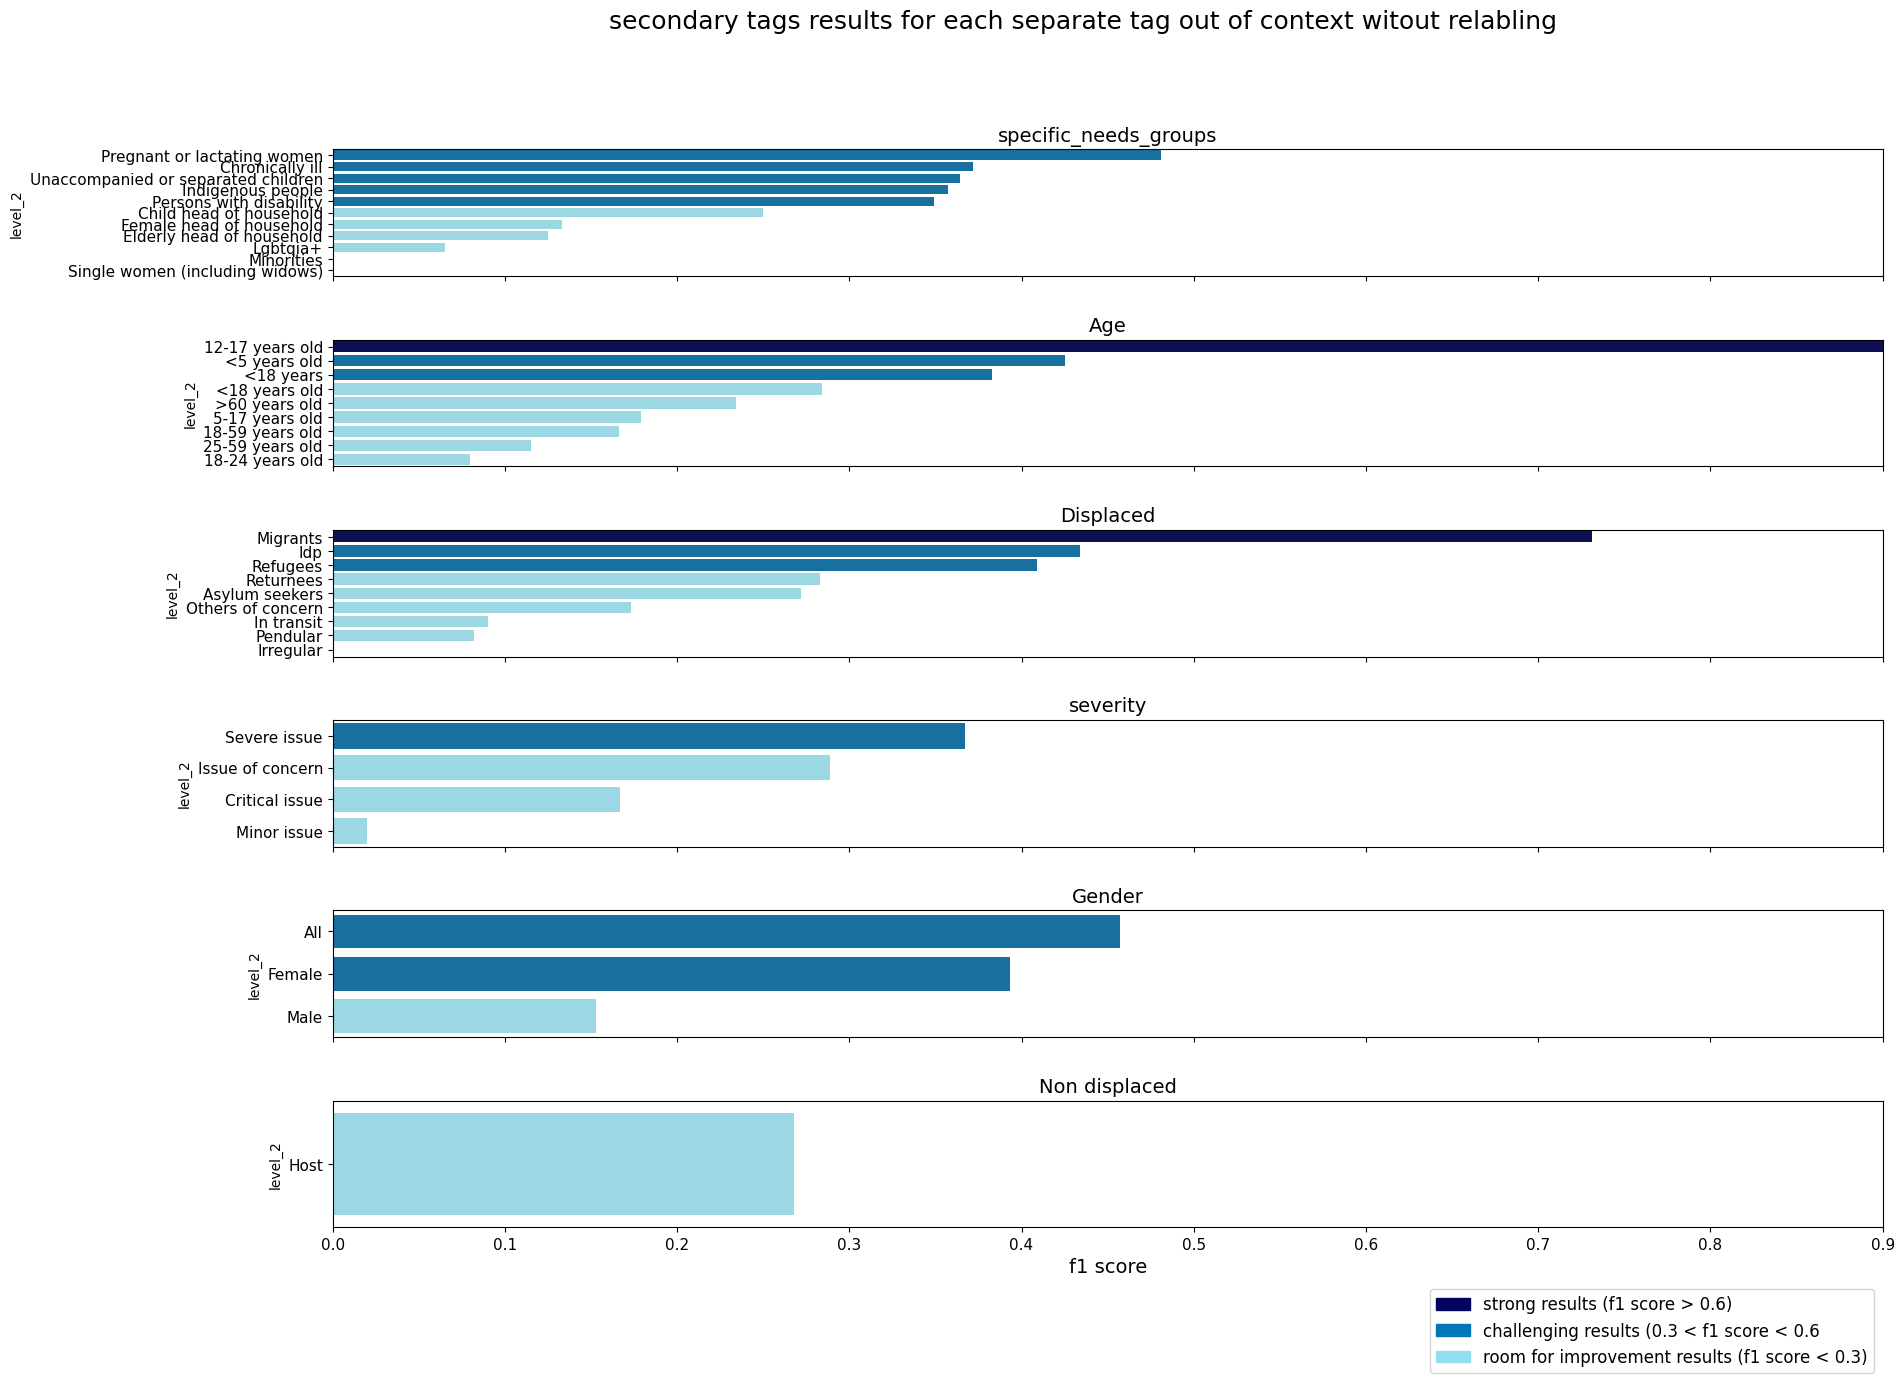 secondary tags results for each separate tag out of context witout relabling
specific_needs_groups
level_2
Pregnant or lactating women
Chronically ill
Unaccompanied or separated children
Indigenous people
Persons with disability
Child head of household
Female head of household
Elderly head of household
Lgbtqia+
Minorities
Single women (including widows)
Age
level_2
12-17 years old
<5 years old
<18 years
<18 years old
>60 years old
5-17 years old
18-59 years old
25-59 years old
18-24 years old
Displaced
level_2
Migrants
Idp
Refugees
Returnees
Asylum seekers
Others of concern
In transit
Pendular
Irregular
severity
level_2
Severe issue
Issue of concern
Critical issue
Minor issue
Gender
level_2
All
Female
Male
Non displaced
level_2
Host
0.0 0.1 0.2 0.3 0.4 0.5 0.6 0.7 0.8 0.9
f1 score
strong results (f1 score > 0.6)
challenging results (0.3 < f1 score < 0.6
room for improvement results (f1 score < 0.3)